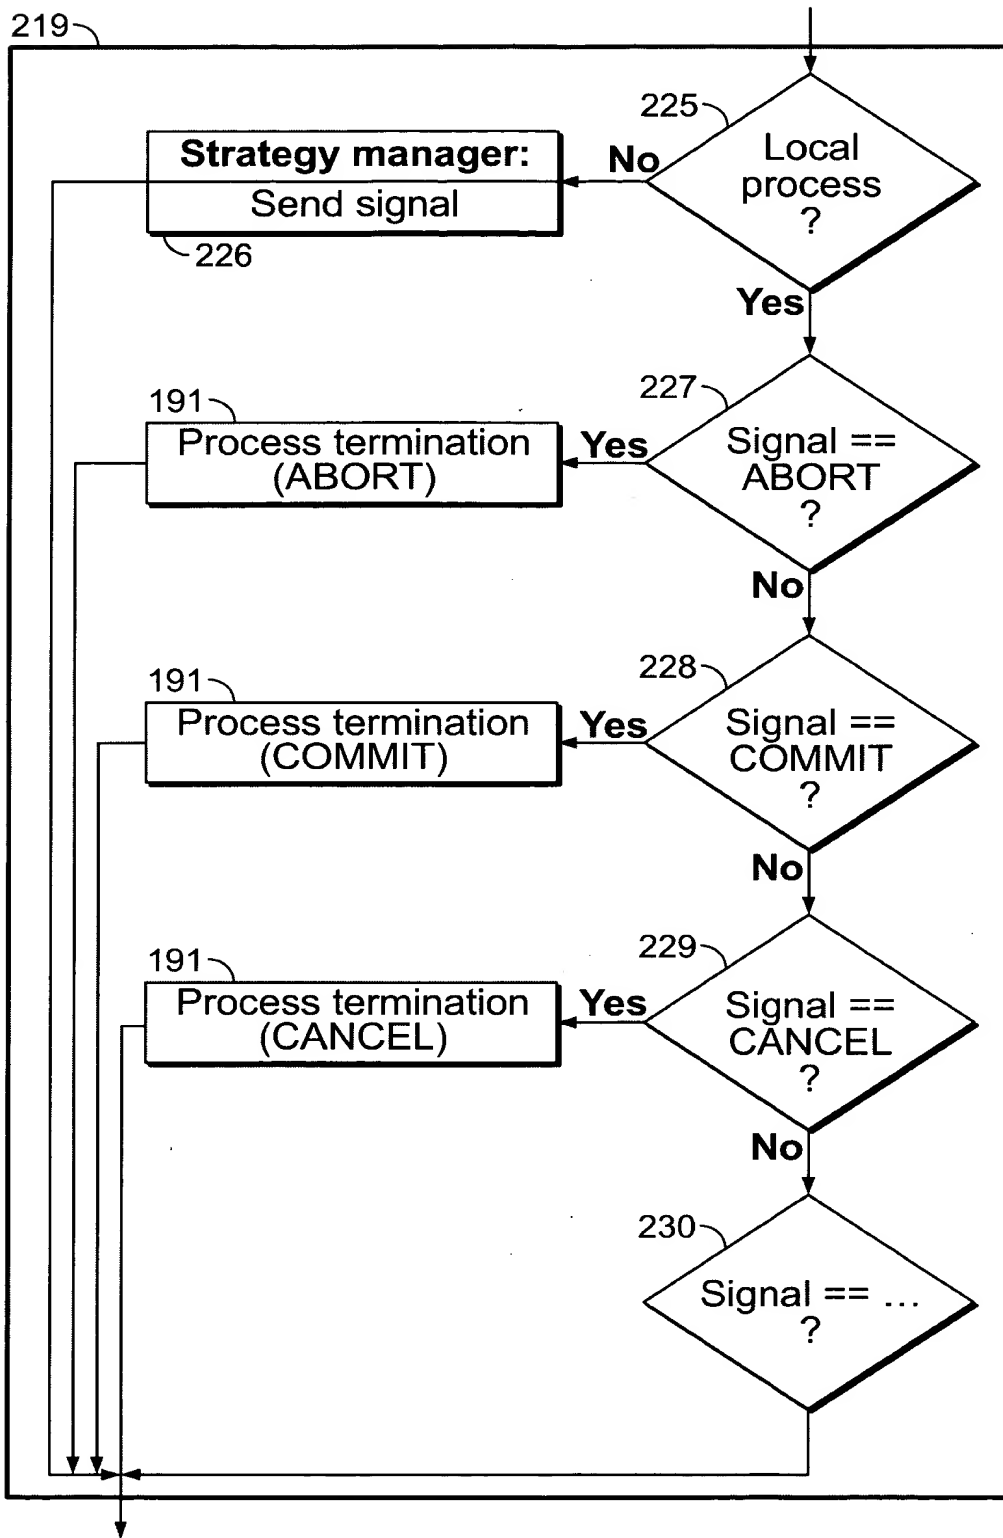 219
225
Local
process
?
No
Strategy manager:
Send signal
226
Yes
227
Signal ==
ABORT
?
Yes
191
Process termination
(ABORT)
No
228
Signal ==
COMMIT
?
Yes
191
Process termination
(COMMIT)
No
229
Signal ==
CANCEL
?
Yes
191
Process termination
(CANCEL)
No
230
Signal == ...
?